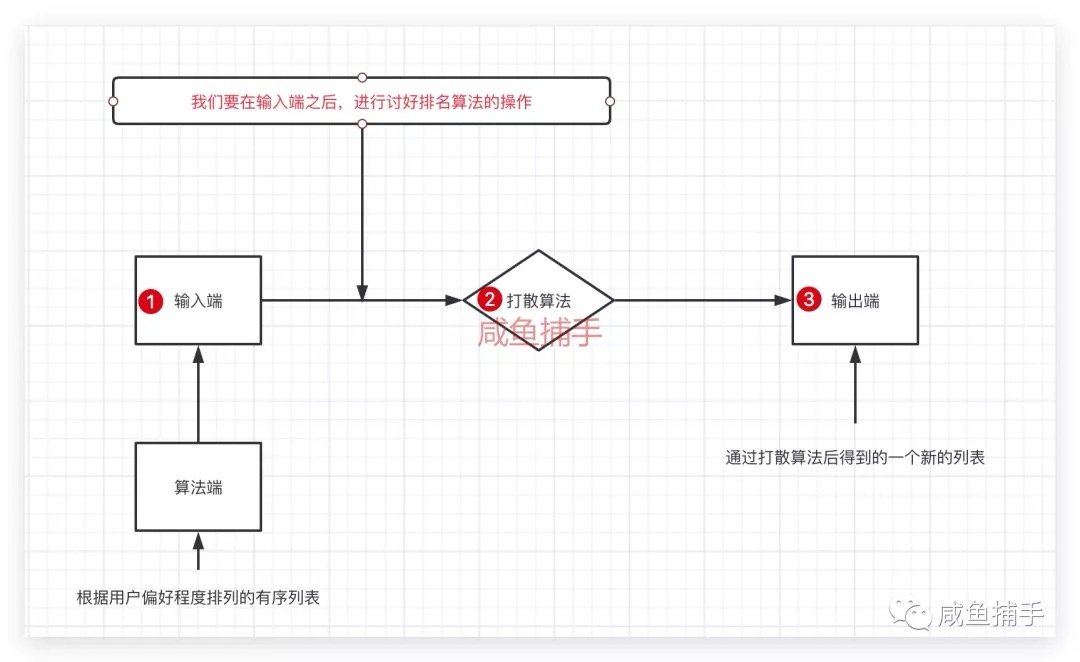 我们要在输入端之后，进行讨好排名算法的操作
1 输入端
2 打散算法
咸鱼捕手
3 输出端
通过打散算法后得到的一个新的列表
算法端
根据用户偏好程度排列的有序列表
咸鱼捕手